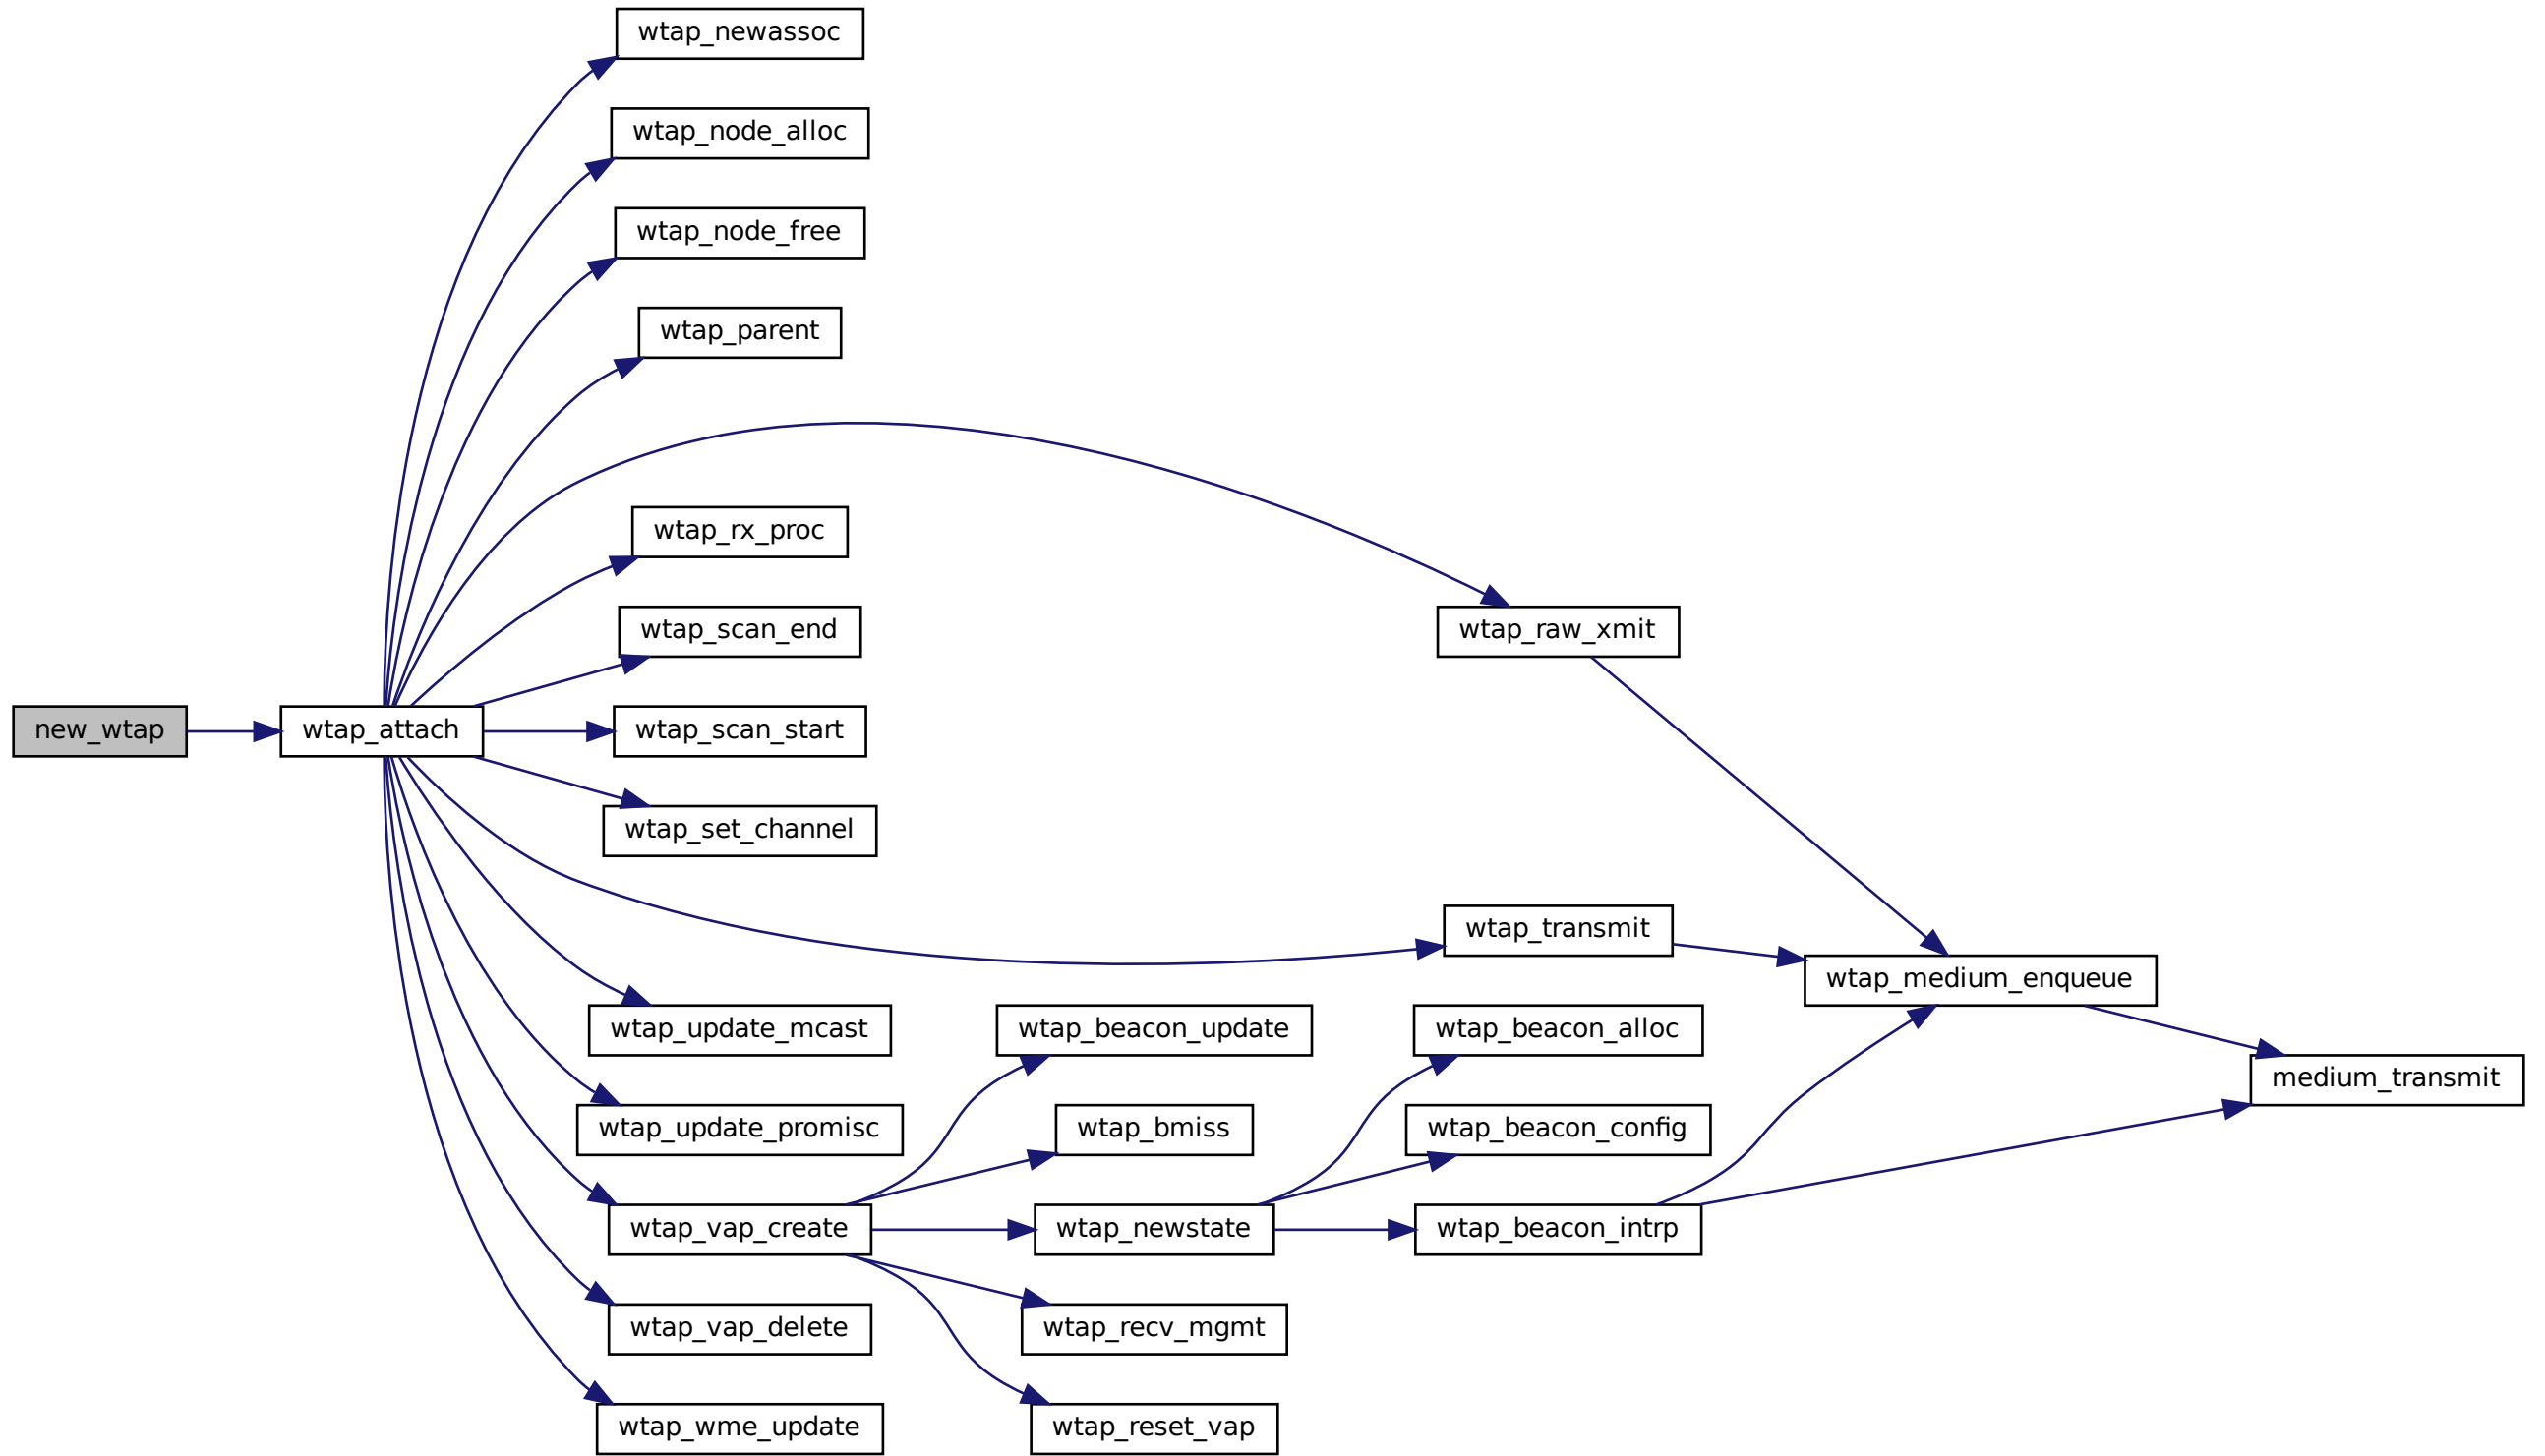 wtap_newassoc
wtap_node_alloc
wtap_node_free
wtap_parent
wtap_rx_proc
wtap_scan_end
wtap_raw_xmit
new_wtap
wtap_attach
wtap_scan_start
wtap_set_channel
wtap_transmit
wtap_medium_enqueue
wtap_update_mcast
wtap_beacon_update
wtap_beacon_alloc
medium_transmit
wtap_update_promisc
wtap_bmiss
wtap_beacon_config
wtap_vap_create
wtap_newstate
wtap_beacon_intrp
wtap_vap_delete
wtap_recv_mgmt
wtap_wme_update
wtap_reset_vap